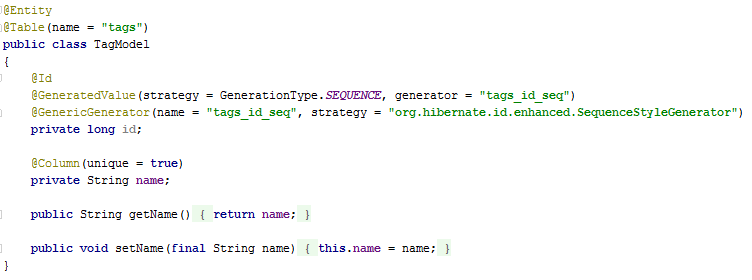 @Entity
@Table(name = "tags")
public class TagModel
{
    @Id
    @GeneratedValue(strategy = GenerationType.SEQUENCE, generator = "tags_id_seq")
    @GenericGenerator(name = "tags_id_seq", strategy = "org.hibernate.id.enhanced.SequenceStyleGenerator")
    private long id;

    @Column(unique = true)
    private String name;

    public String getName() { return name; }

    public void setName(final String name) { this.name = name; }
}